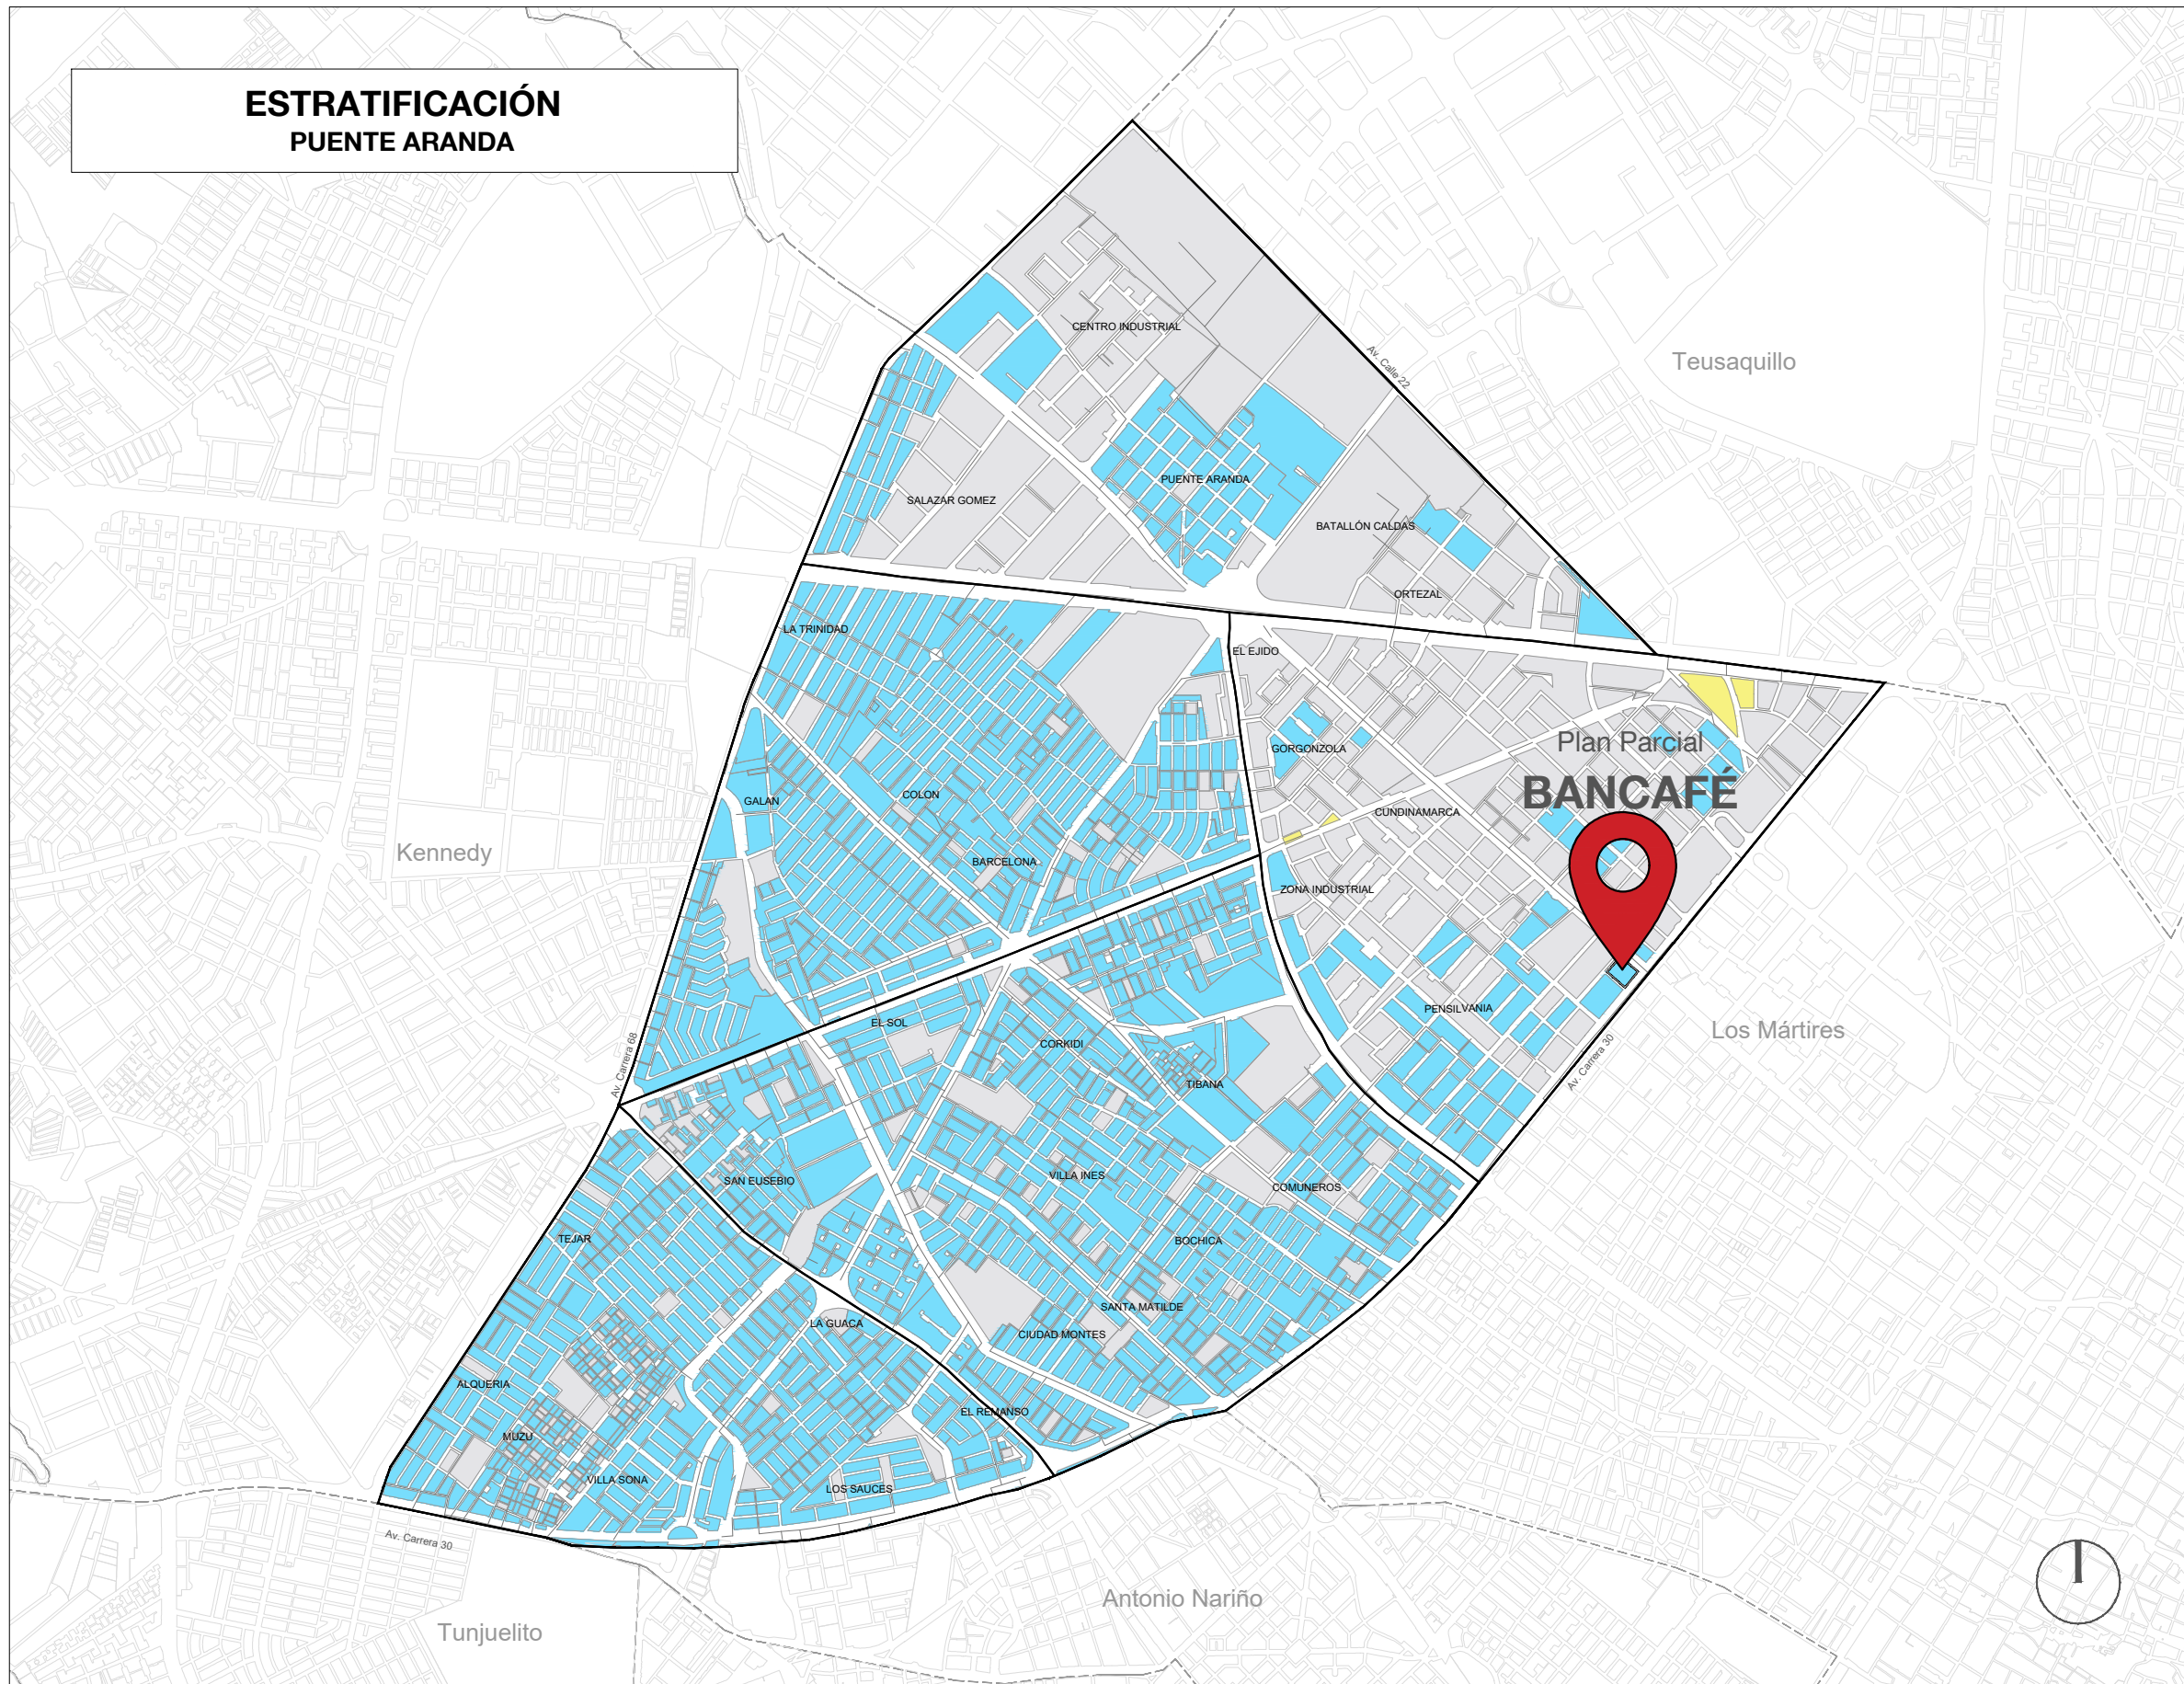 ESTRATIFICACIÓN
PUENTE ARANDA
CENTRO INDUSTRIAL
Av. Calle 22
Teusaquillo
PUENTE ARANDA
SALAZAR GOMEZ
BATALLÓN CALDAS
ORTEZAL
LA TRINIDAD
EL EJIDO
Plan Parcial
BANCAFÉ
GORGONZOLA
GALAN
COLON
CUNDINAMARCA
Kennedy
BARCELONA
ZONA INDUSTRIAL
PENSILVANIA
EL SOL
Los Mártires
CORKIDI
Av. Carrera 68
Av. Carrera 30
TIBANA
VILLA INES
SAN EUSEBIO
COMUNEROS
TEJAR
BOCHICA
SANTA MATILDE
LA GUACA
CIUDAD MONTES
ALQUERIA
EL REMANSO
MUZU
VILLA SONA
LOS SAUCES
Av. Carrera 30
Antonio Nariño
Tunjuelito